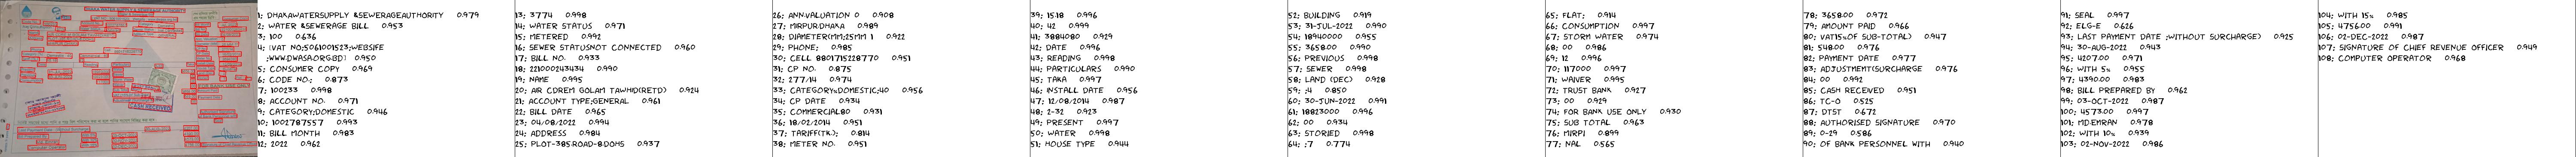 1: DHAKAWATERSUPPLY &SEWERAGEAUTHORITY 0.979
2: WATER &SEWERAGE BILL 0.953
3: 100 0.636
4: (VAT NO:5061001523;WEBSIFE
:WWW.DWASA.ORG.BD) 0.950
5: CONSUMER COPY 0.969
6: CODE NO: 0.873
7: 100233 0.998
8: ACCOUNT NO. 0.971
9: CATEGORY:DOMESTIC 0.946
10: 1002787557 0.993
11: BILL MONTH 0.983
12: 2022 0.962
13: 3774 0.998
14: WATER STATUS 0.971
15: METERED 0.992
16: SEWER STATUSNOT CONNECTED 0.960
17: BILL NO. 0.933
18: 221000243434 0.990
19: NAME 0.995
20: AIR CDREM GOLAM TAWHD(RETD) 0.924
21: ACCOUNT TYPE:GENERAL 0.961
22: BILL DATE 0.965
23: 04/08/2022 0.994
24: ADDRESS 0.984
25: PLOT-385.ROAD-8.DOHS 0.937
26: ANN.VALUATION 0 0.908
27: MIRPUR.DHAKA 0.989
28: DIAMETER(MM:25MM ) 0.922
29: PHONE: 0.985
30: CELL 8801715228770 0.951
31: CP NO. 0.875
32: 277/14 0.974
33: CATEGORY%DOMESTIC:40 0.956
34: CP DATE 0.934
35: COMMERCIAL80 0.931
36: 18/02/2014 0.951
37: TARIFF(TK.): 0.814
38: METER NO. 0.951
39: 15.18 0.996
40: 42 0.999
41: 3884080 0.929
42: DATE 0.996
43: READING 0.998
44: PARTICULARS 0.990
45: TAKA 0.997
46: INSTALL DATE 0.956
47: 12/08/2014 0.987
48: 2-32 0.923
49: PRESENT 0.997
50: WATER 0.998
51: HOUSE TYPE 0.944
52: BUILDING 0.919
53: 31-JUL-2022 0.990
54: 18940000 0.955
55: 3658.00 0.990
56: PREVIOUS 0.998
57: SEWER 0.998
58: LAND (DEC) 0.928
59: :4 0.850
60: 30-JUN-2022 0.991
61: 18823000 0.996
62: 00 0.934
63: STORIED 0.998
64: :7 0.774
65: FLAT: 0.914
66: CONSUMPTION 0.997
67: STORM WATER 0.974
68: 00 0.986
69: 12 0.996
70: 117000 0.997
71: WAIVER 0.995
72: TRUST BANK 0.927
73: 00 0.929
74: FOR BANK USE ONLY 0.930
75: SUB TOTAL 0.963
76: MIRPI 0.899
77: NAL 0.565
78: 3658.00 0.972
79: AMOUNT PAID 0.966
80: VAT15%OF SUB-TOTAL) 0.947
81: 548.00 0.976
82: PAYMENT DATE 0.977
83: ADJUSTMEMT(SURCHARGE 0.976
84: 00 0.992
85: CASH RECEIVED 0.951
86: TC-0 0.525
87: DTST 0.672
88: AUTHORISED SIGNATURE 0.970
89: 0-29 0.586
90: OF BANK PERSONNEL WITH 0.940
91: SEAL 0.997
92: ELG-E 0.626
93: LAST PAYMENT DATE :WITHOUT SURCHARGE) 0.925
94: 30-AUG-2022 0.943
95: 4207.00 0.971
96: WITH 5% 0.955
97: 4390.00 0.983
98: BILL PREPARED BY 0.962
99: 03-OCT-2022 0.987
100: 4573.00 0.997
101: MD.EMRAN 0.978
102: WITH 10% 0.939
103: 02-NOV-2022 0.986
104: WITH 15% 0.985
105: 4756.00 0.991
106: 02-DEC-2022 0.987
107: SIGNATURE OF CHIEF REVENUE OFFICER 0.949
108: COMPUTER OPERATOR 0.968